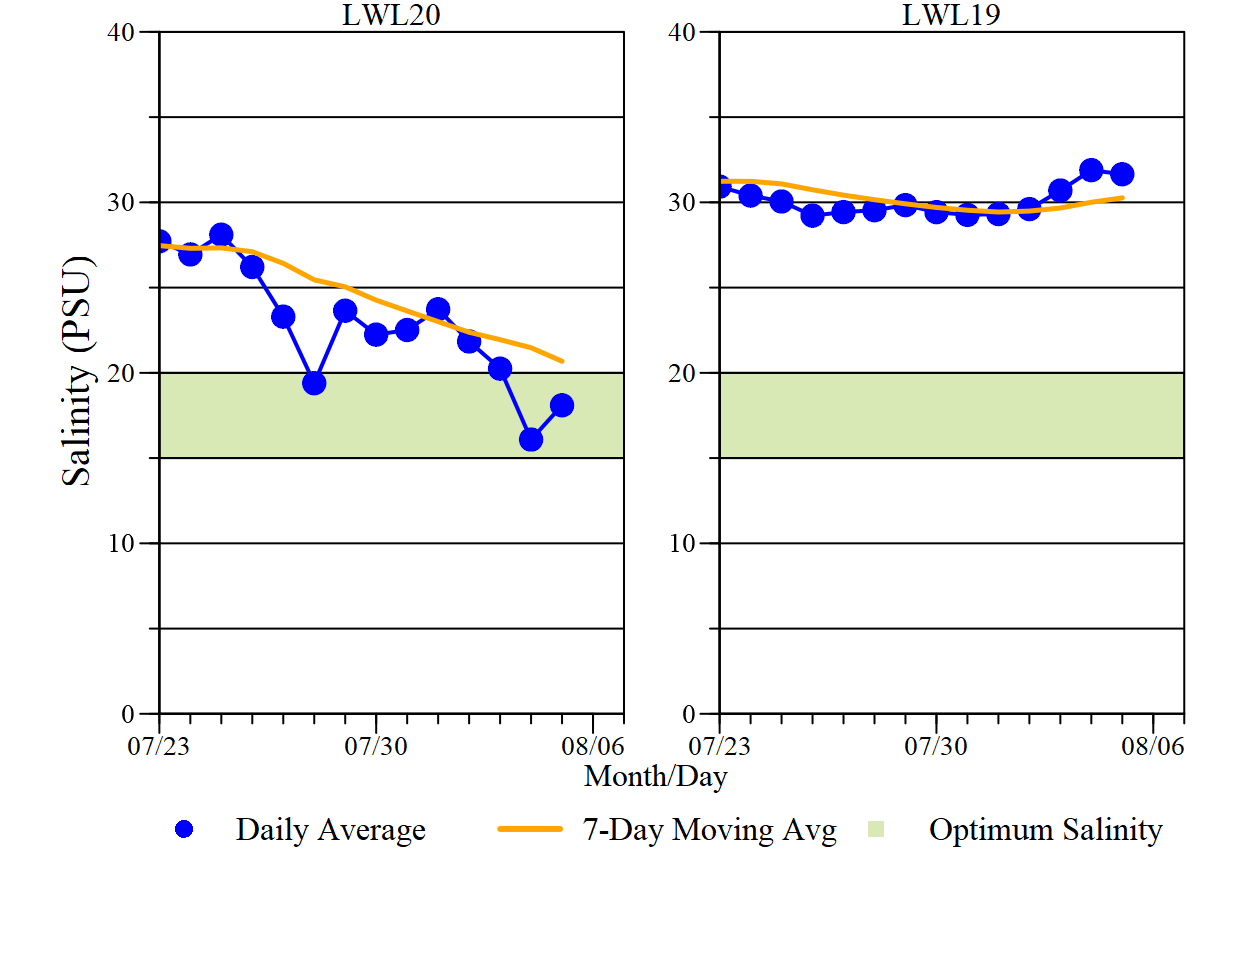 LWL20 LWL19
40 40
30 30
20 20
10 10
0 0
Salinity (PSU)
07/23 07/30 08/06 07/23 07/30 08/06
Month/Day
Daily Average 7-Day Moving Avg Optimum Salinity